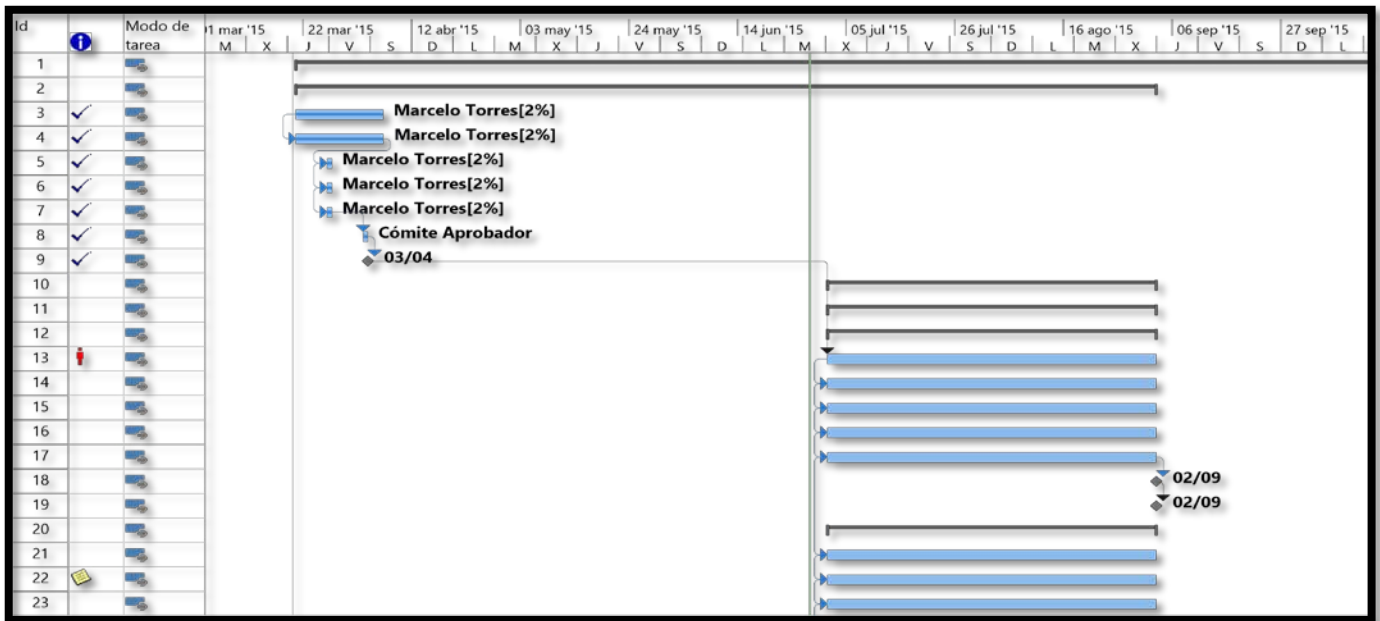 Id Modo de tarea
01 mar '15 22 mar '15 12 abr '15 03 may '15 24 may '15 14 jun '15 05 jul '15 26 jul '15 16 ago '15 06 sep '15 27 sep '15
M X J V S D L M X J V S D L M X J V S D L M X J V S D L
1
2
3 Marcelo Torres[2%]
4 Marcelo Torres[2%]
5 Marcelo Torres[2%]
6 Marcelo Torres[2%]
7 Marcelo Torres[2%]
8 Cómite Aprobador
9 03/04
10
11
12
13
14
15
16
17
18 02/09
19 02/09
20
21
22
23